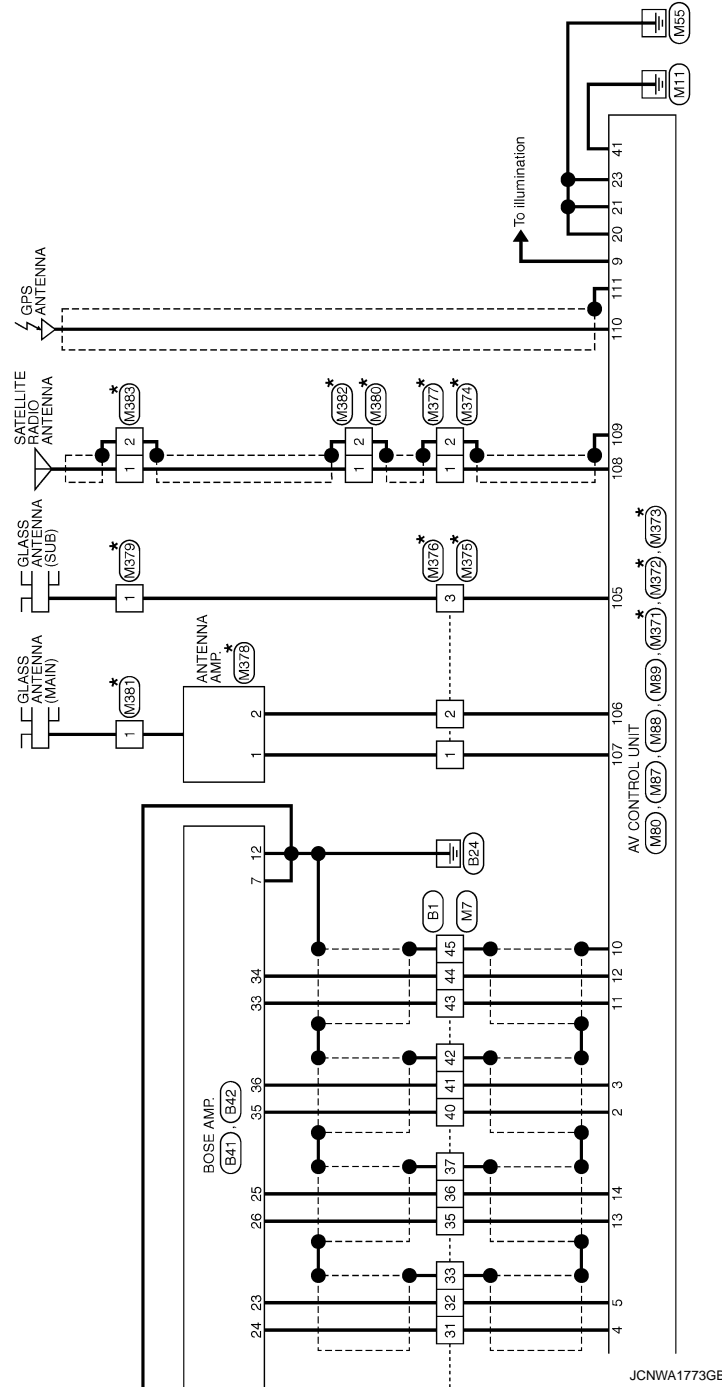 M55
M11
41
23
21
20
9
To illumination
111
110
GPS
ANTENNA
SATELLITE
RADIO
ANTENNA
* M383
1 2
* M382
* M380
1 2
* M377
* M374
1 2
109
108
GLASS
ANTENNA
(SUB)
* M379
1
* M376
* M375
3
105
GLASS
ANTENNA
(MAIN)
* M381
1
ANTENNA
AMP. *
M378
2
1
2
1
106
107
AV CONTROL UNIT
M80 , M87 , M88 , M89 , * M371 , * M372 , * M373
12
7
B24
B1
M7
BOSE AMP.
B41 , B42
34
33
36
35
25
26
23
24
45
44
43
42
41
40
37
36
35
33
32
31
10
12
11
3
2
14
13
5
4
JCNWA1773GE